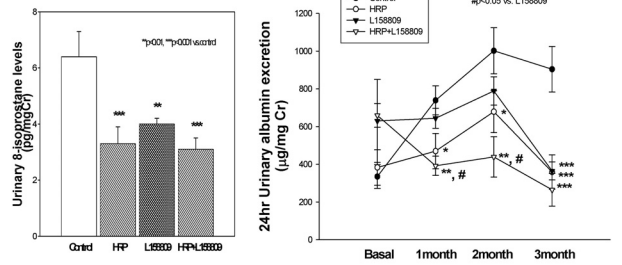 Urinary 8-isoprostane levels
(pg/mgCr)
8
6
4
2
0
**p<0.01, ***p<0.001 vs.control
***
**
***
Control HRP L158809 HRP+L158809
24hr Urinary albumin excretion
(μg/mg Cr)
1200
1000
800
600
400
200
0
HRP
L158809
HRP+L158809
#p<0.05 vs. L158809
*
**, #
*
**, #
***
***
***
Basal 1month 2month 3month